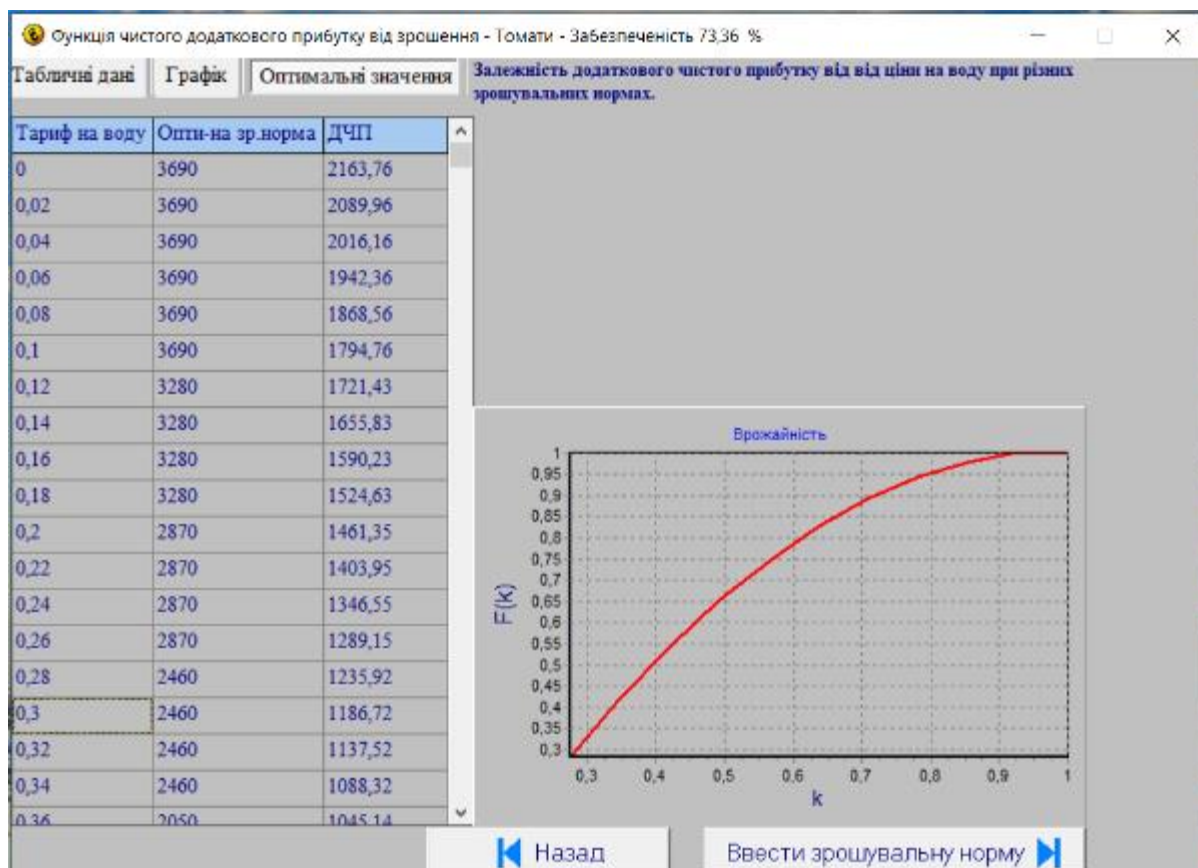 Функція чистого додаткового прибутку від зрошення - Томати - Забезпеченість 73,36 %
Табличні дані Графік Оптимальні значення
Залежність додаткового чистого прибутку від від ціни на воду при різних
зрошувальних нормах.
Тариф на воду Опти-на зр.норма ДЧП
0 3690 2163,76
0,02 3690 2089,96
0,04 3690 2016,16
0,06 3690 1942,36
0,08 3690 1868,56
0,1 3690 1794,76
0,12 3280 1721,43
0,14 3280 1655,83
0,16 3280 1590,23
0,18 3280 1524,63
0,2 2870 1461,35
0,22 2870 1403,95
0,24 2870 1346,55
0,26 2870 1289,15
0,28 2460 1235,92
0,3 2460 1186,72
0,32 2460 1137,52
0,34 2460 1088,32
0,36 2050 1045,14
Врожайність
1
0,95
0,9
0,85
0,8
0,75
0,7
0,65
0,6
0,55
0,5
0,45
0,4
0,35
0,3
F(k)
0,3 0,4 0,5 0,6 0,7 0,8 0,9 1
k
Назад
Ввести зрошувальну норму